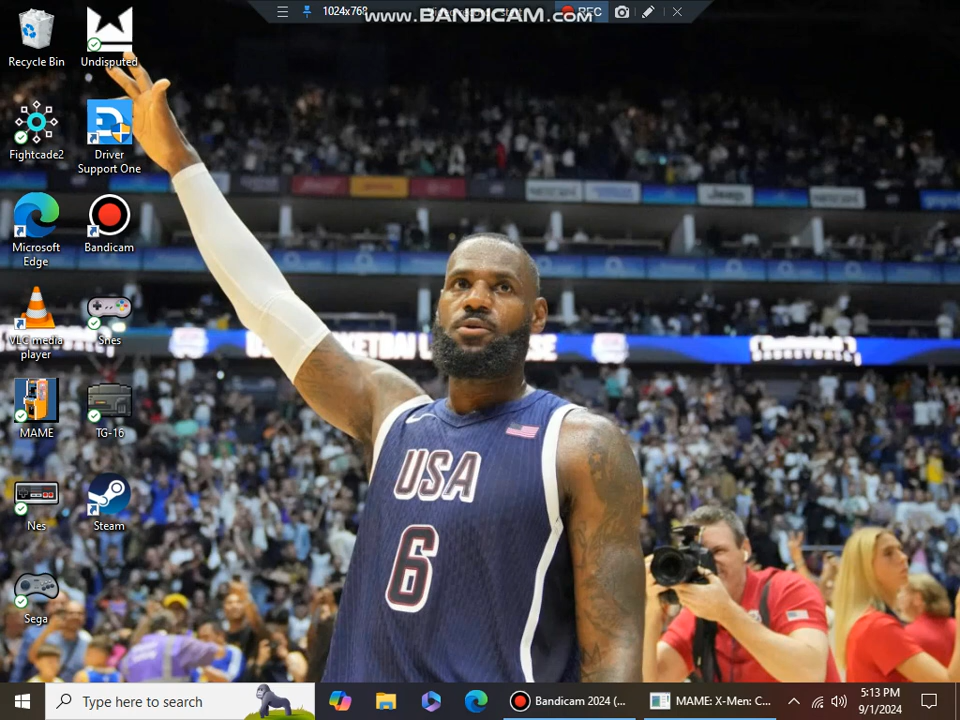 1024x768
www.BANDICAM.com
REC
Recycle Bin
Undisputed
Fightcade2
Driver
Support One
Microsoft
Edge
Bandicam
VLC media
player
Snes
MAME
TG-16
Nes
Steam
Sega
USA
6
Jeep
Type here to search
Bandicam 2024 (...
MAME: X-Men: C...
5:13 PM
9/1/2024